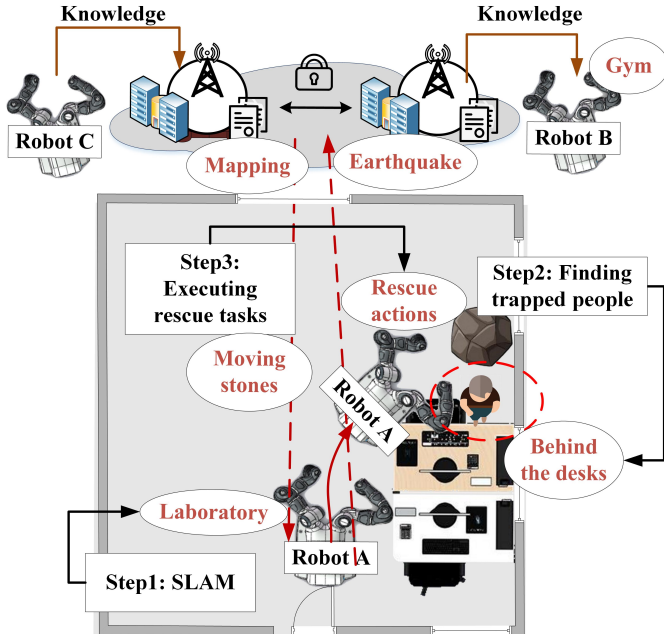 Knowledge
Knowledge
Gym
Robot C
Robot B
Mapping
Earthquake
Step3:
Executing
rescue tasks
Rescue
actions
Step2: Finding
trapped people
Moving
stones
Robot A
Behind
the desks
Laboratory
Robot A
Step1: SLAM